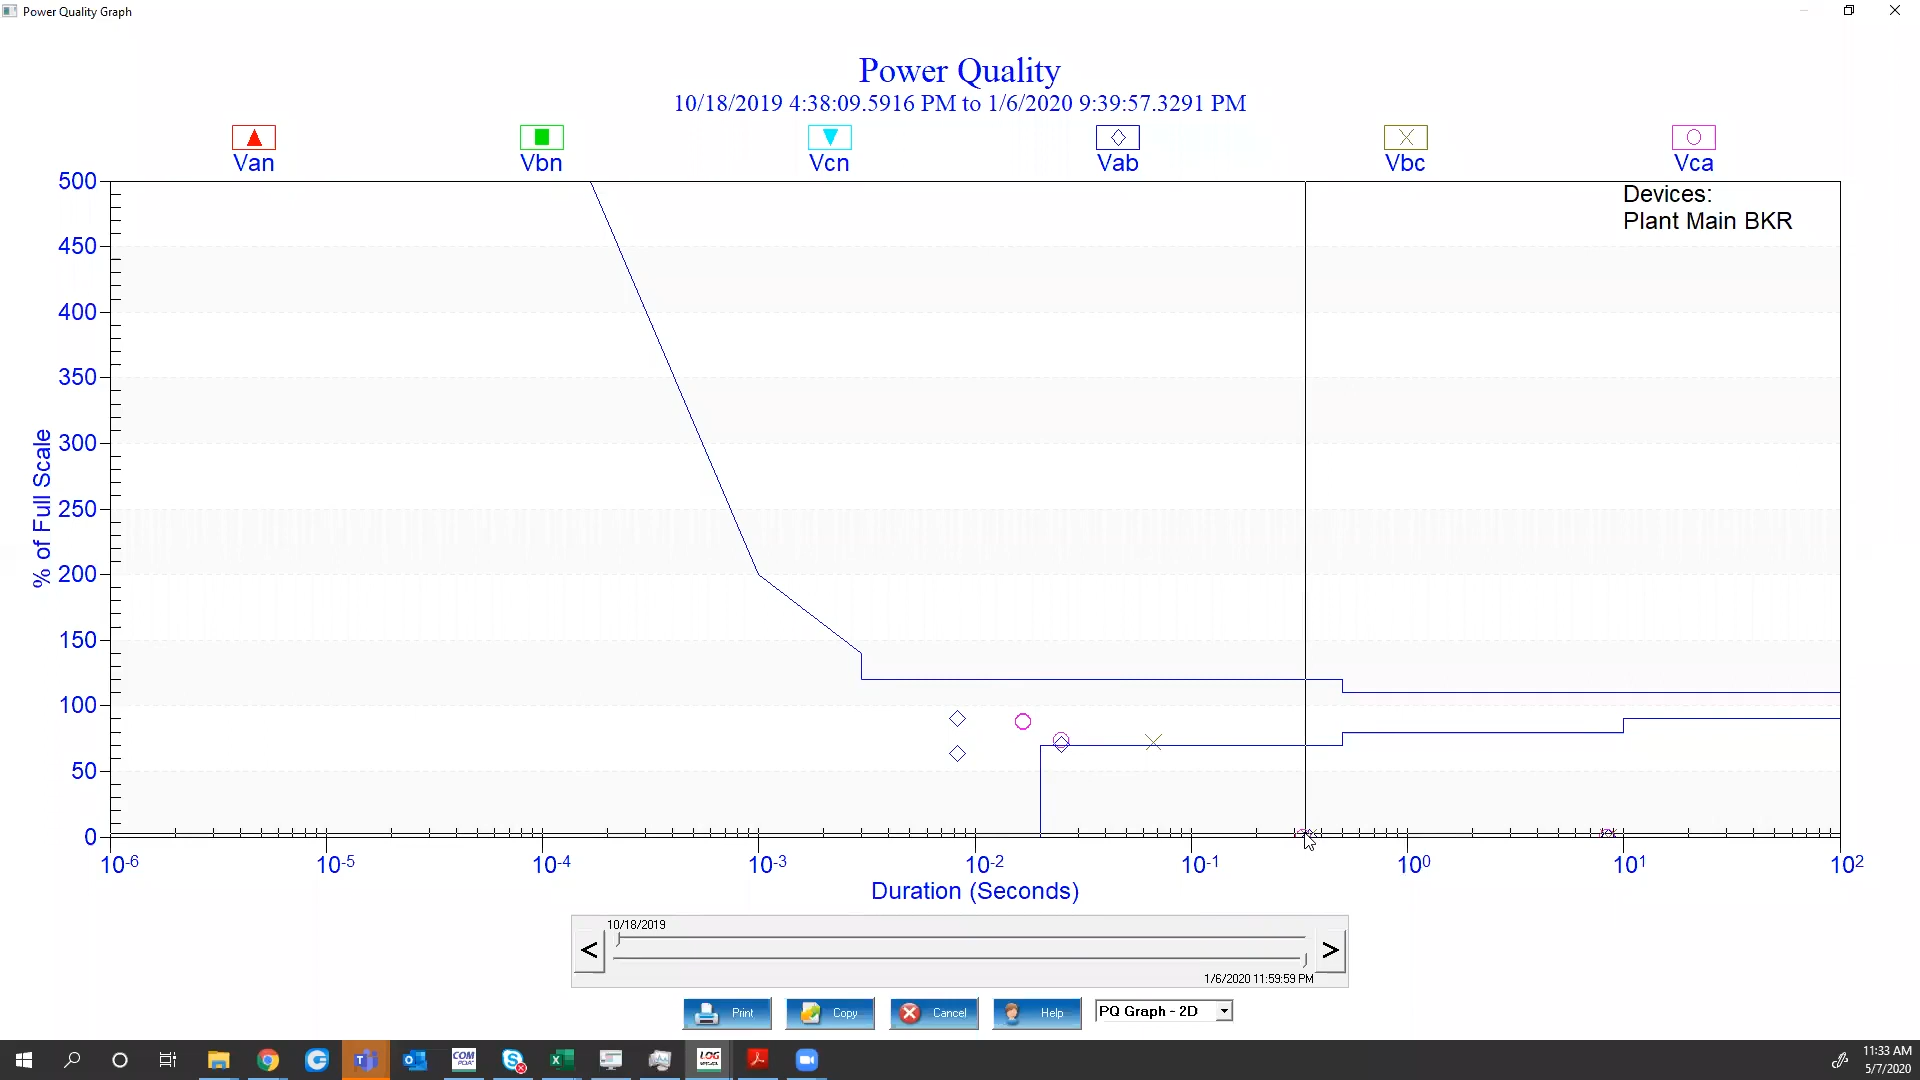 Power Quality Graph
Power Quality
10/18/2019 4:38:09.5916 PM to 1/6/2020 9:39:57.3291 PM
Van Vbn Vcn Vab Vbc Vca
Devices:
Plant Main BKR
500
450
400
350
300
250
200
150
100
50
0
% of Full Scale
10-6 10-5 10-4 10-3 10-2 10-1 100 101 102
Duration (Seconds)
10/18/2019
< >
1/6/2020 11:59:59 PM
Print Copy Cancel Help PQ Graph - 2D
11:33 AM
5/7/2020